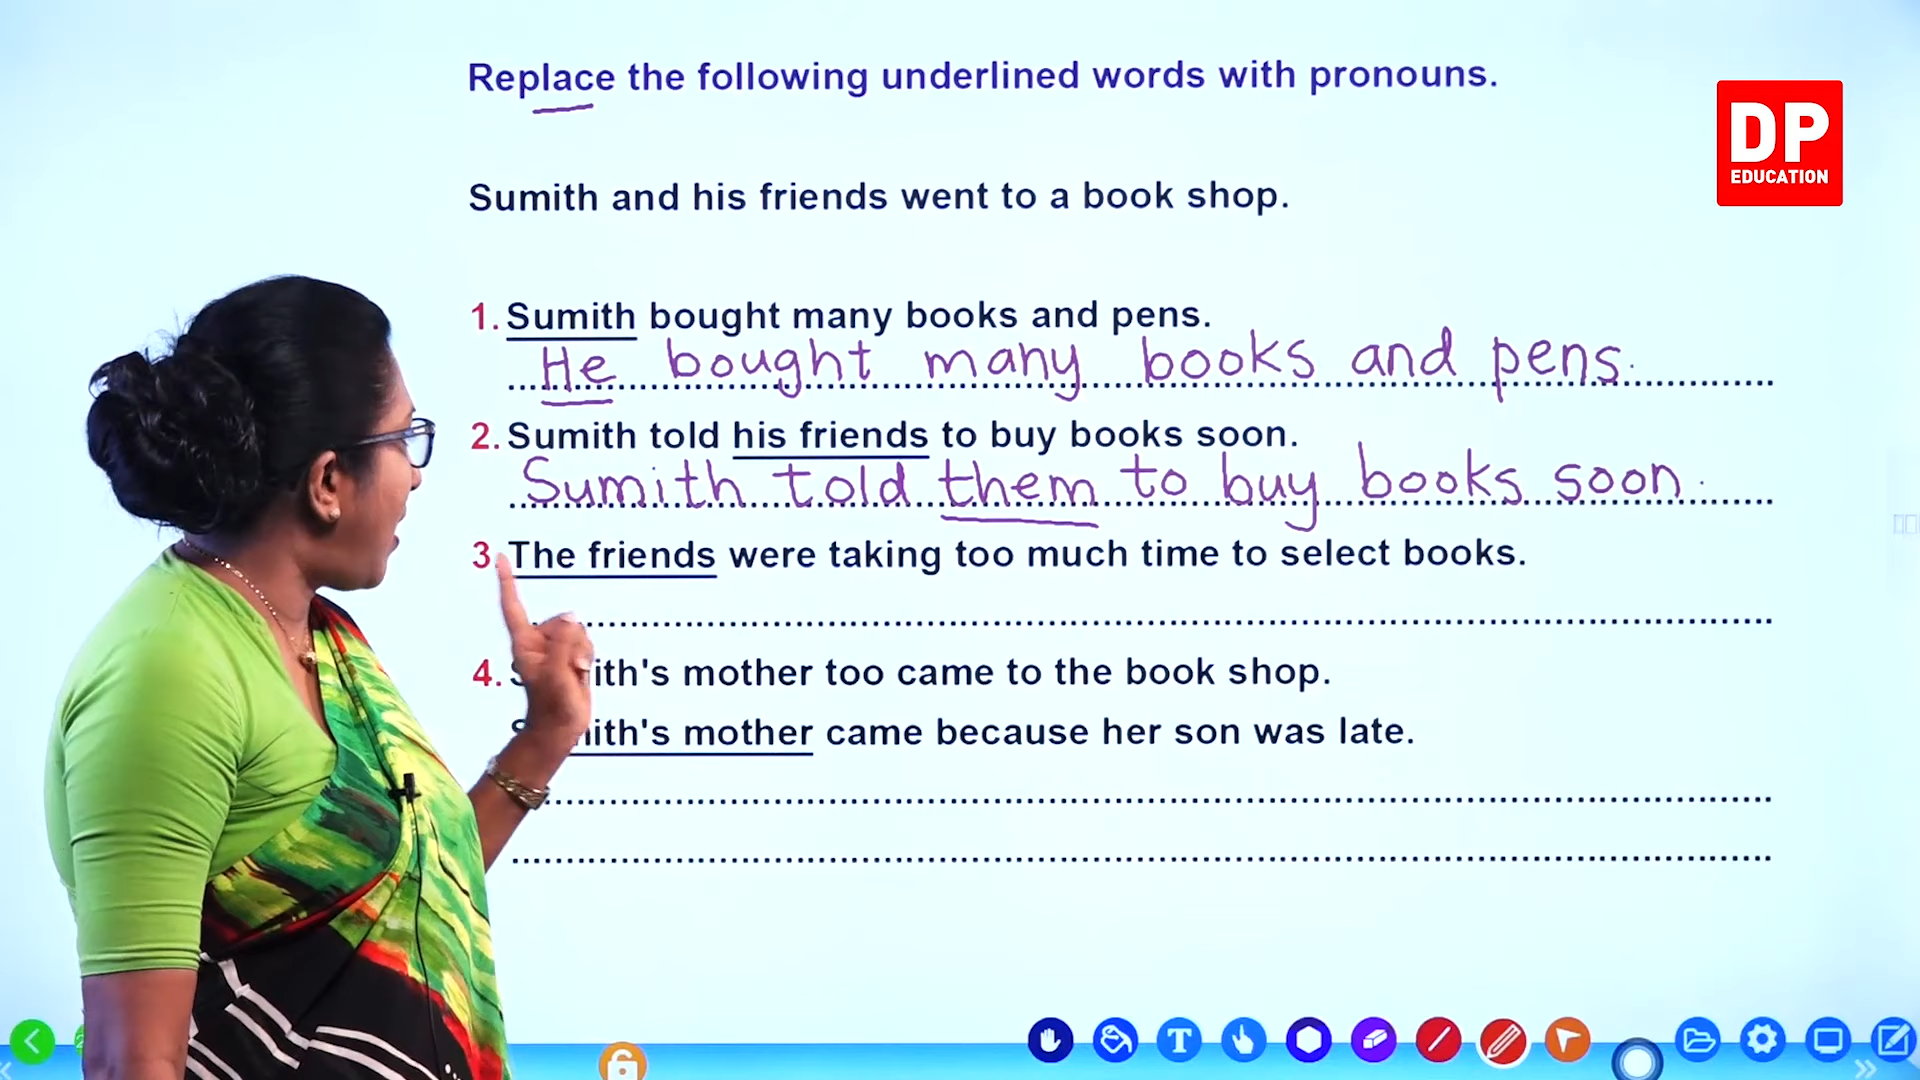 Replace the following underlined words with pronouns.
DP
EDUCATION
Sumith and his friends went to a book shop.
1. Sumith bought many books and pens.
He bought many books and pens.
2. Sumith told his friends to buy books soon.
Sumith told them to buy books soon.
3. The friends were taking too much time to select books.
4. mother too came to the book shop.
mother came because her son was late.